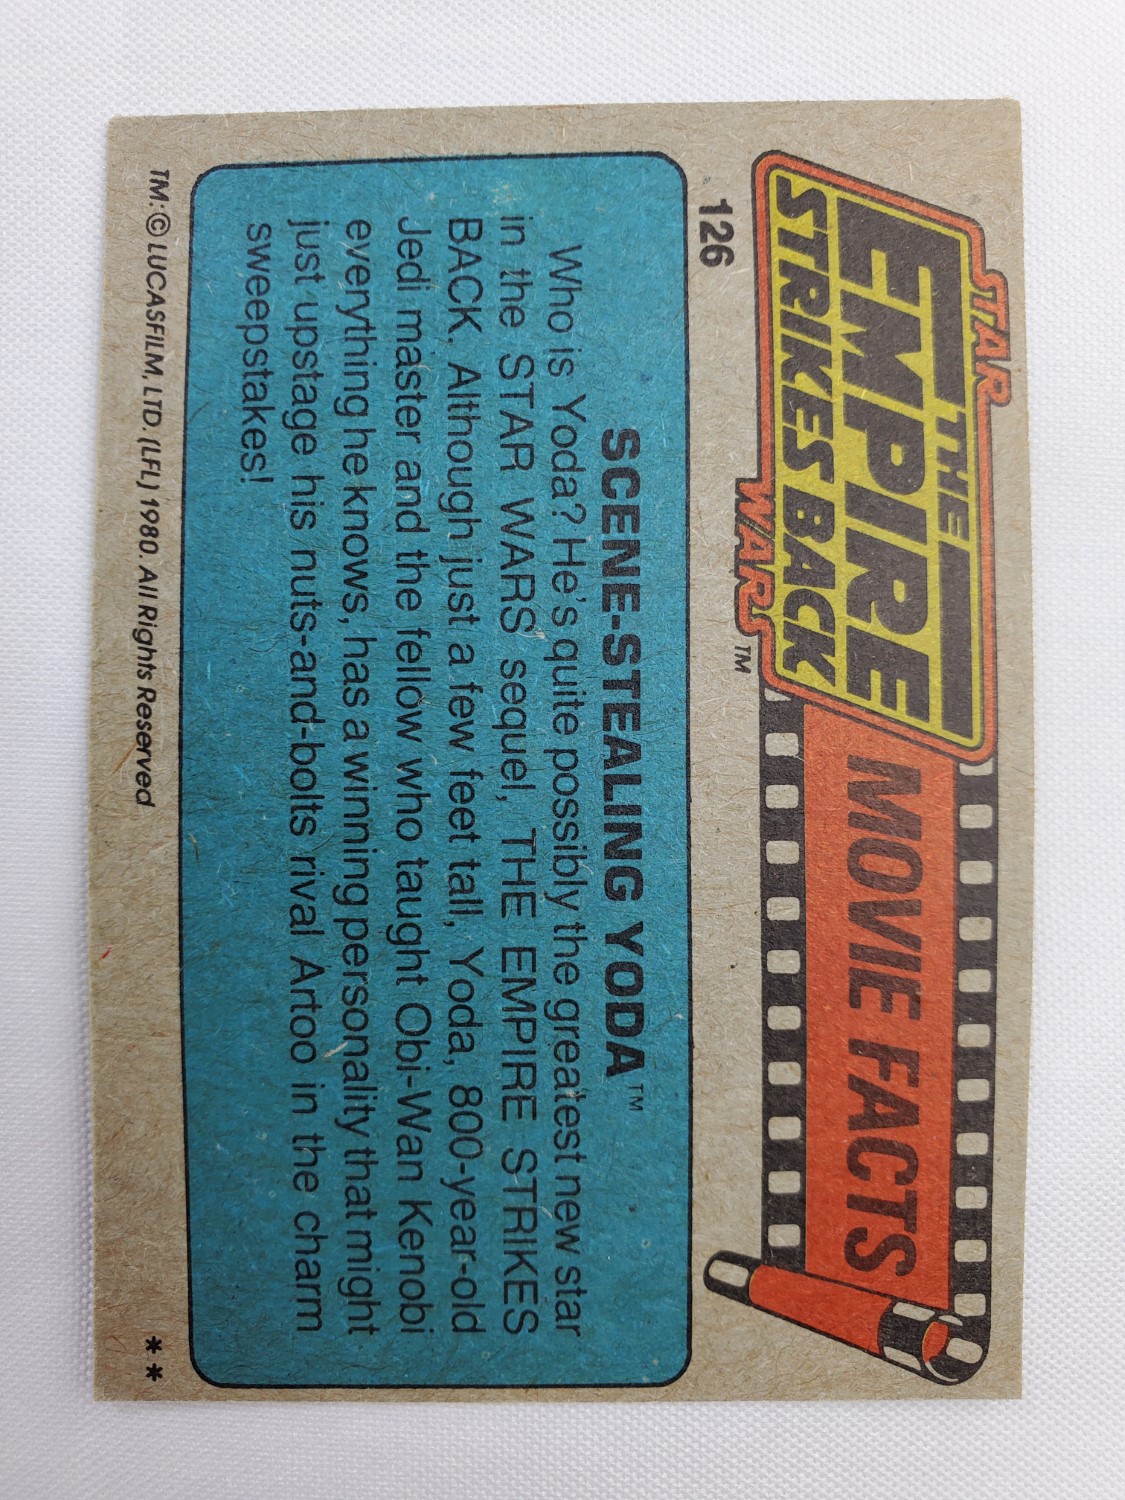 STAR
THE
EMPIRE
STRIKES BACK
WARS™
MOVIE FACTS
126
SCENE-STEALING YODA™
Who is Yoda? He's quite possibly the greatest new star
in the STAR WARS sequel, THE EMPIRE STRIKES
BACK. Although just a few feet tall, Yoda, 800-year-old
Jedi master and the fellow who taught Obi-Wan Kenobi
everything he knows, has a winning personality that might
just upstage his nuts-and-bolts rival Artoo in the charm
sweepstakes!
TM:© LUCASFILM, LTD. (LFL) 1980. All Rights Reserved
**